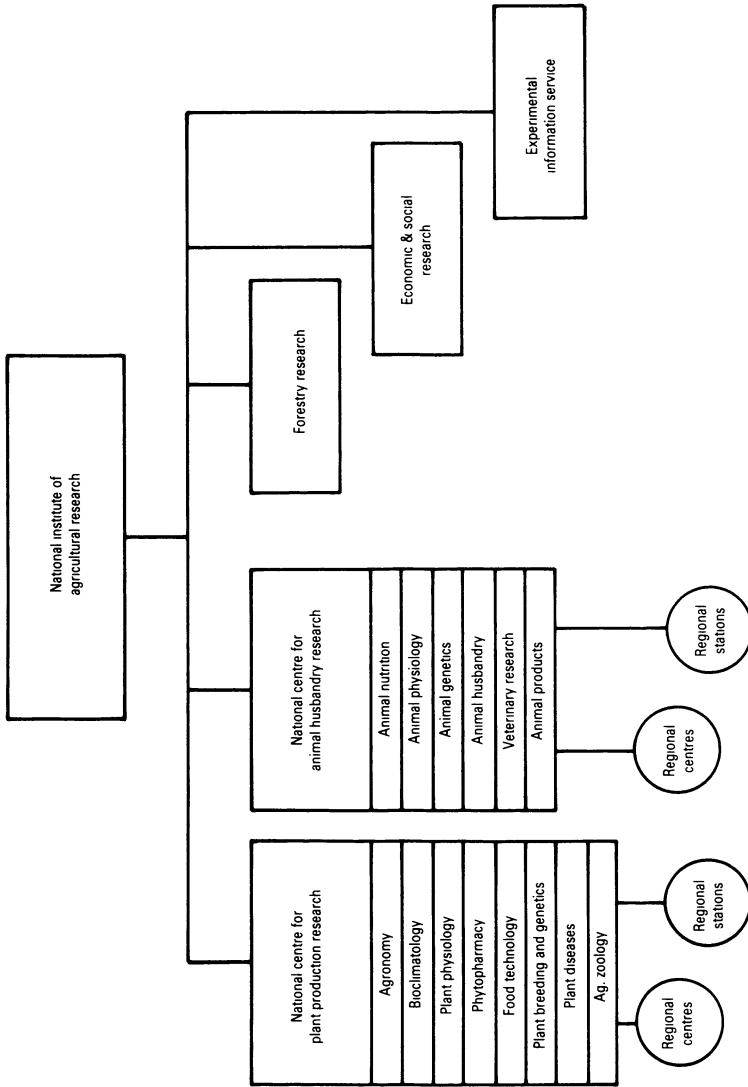 National institute of
agricultural research
National centre for
plant production research
Agronomy
Bioclimatology
Plant physiology
Phytopharmacy
Food technology
Plant breeding and genetics
Plant diseases
Ag. zoology
Regional
centres
Regional
stations
National centre for
animal husbandry research
Animal nutrition
Animal physiology
Animal genetics
Animal husbandry
Veterinary research
Animal products
Regional
centres
Regional
stations
Forestry research
Economic & social
research
Experimental
information service